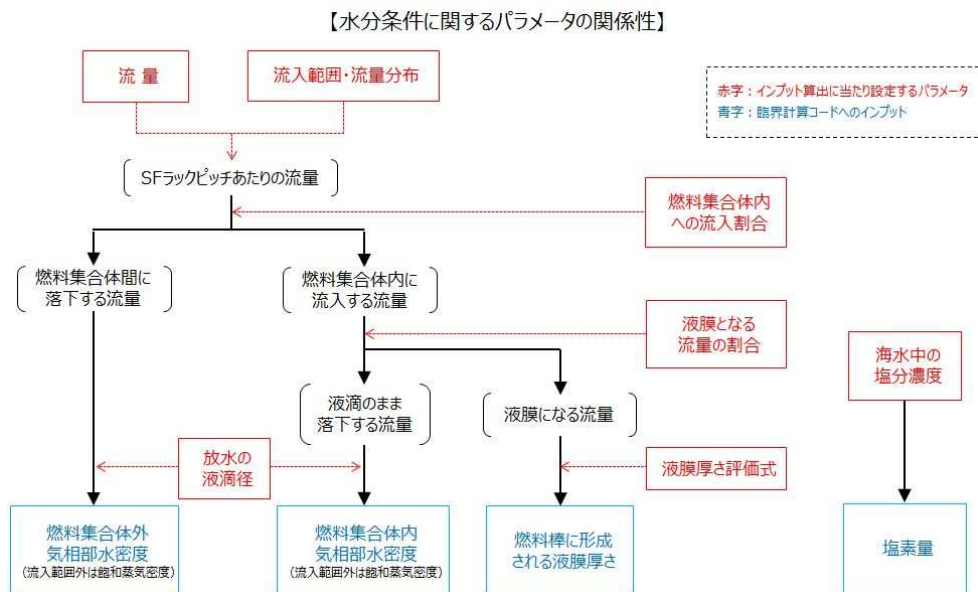 【水分条件に関するパラメータの関係性】
流 量
流入範囲・流量分布
赤字：インプット算出に当たり設定するパラメータ
青字：臨界計算コードへのインプット
SFラックピッチあたりの流量
燃料集合体内
への流入割合
燃料集合体間に
落下する流量
燃料集合体内に
流入する流量
液膜となる
流量の割合
海水中の
塩分濃度
液滴のまま
落下する流量
液膜になる流量
放水の
液滴径
液膜厚さ評価式
燃料集合体外
気相部水密度
（流入範囲外は飽和蒸気密度）
燃料集合体内
気相部水密度
（流入範囲外は飽和蒸気密度）
燃料棒に形成
される液膜厚さ
塩素量